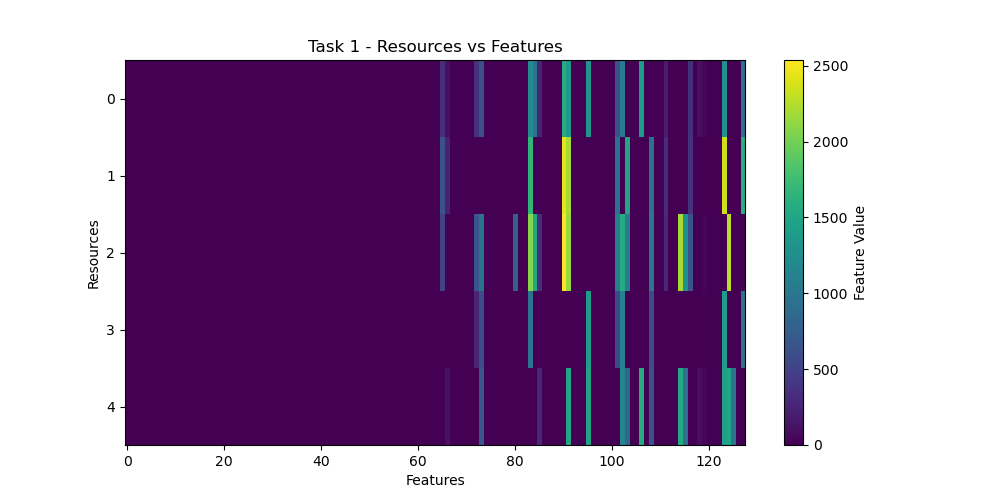 Task 1 - Resources vs Features
Resources
0
1
2
3
4
0 20 40 60 80 100 120
Features
2500
2000
1500
1000
500
0
Feature Value